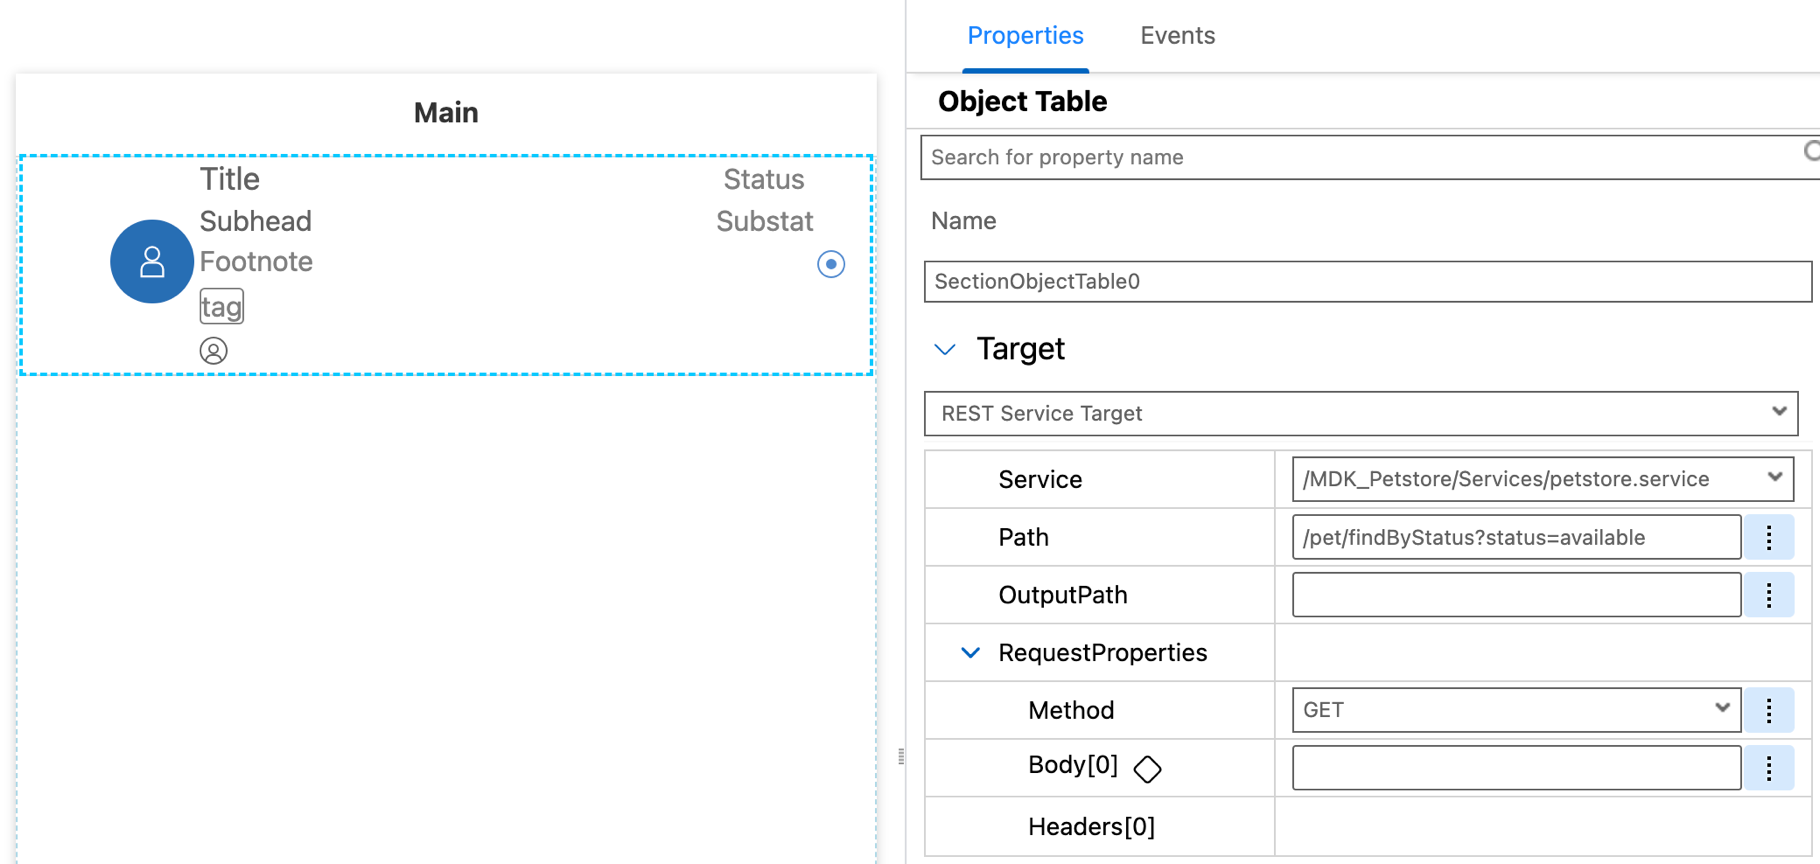 Main
Title
Status
Subhead
Substat
Footnote
tag
Properties
Events
Object Table
Search for property name
Name
SectionObjectTable0
Target
REST Service Target
Service
/MDK_Petstore/Services/petstore.service
Path
/pet/findByStatus?status=available
OutputPath
RequestProperties
Method
GET
Body[0]
Headers[0]